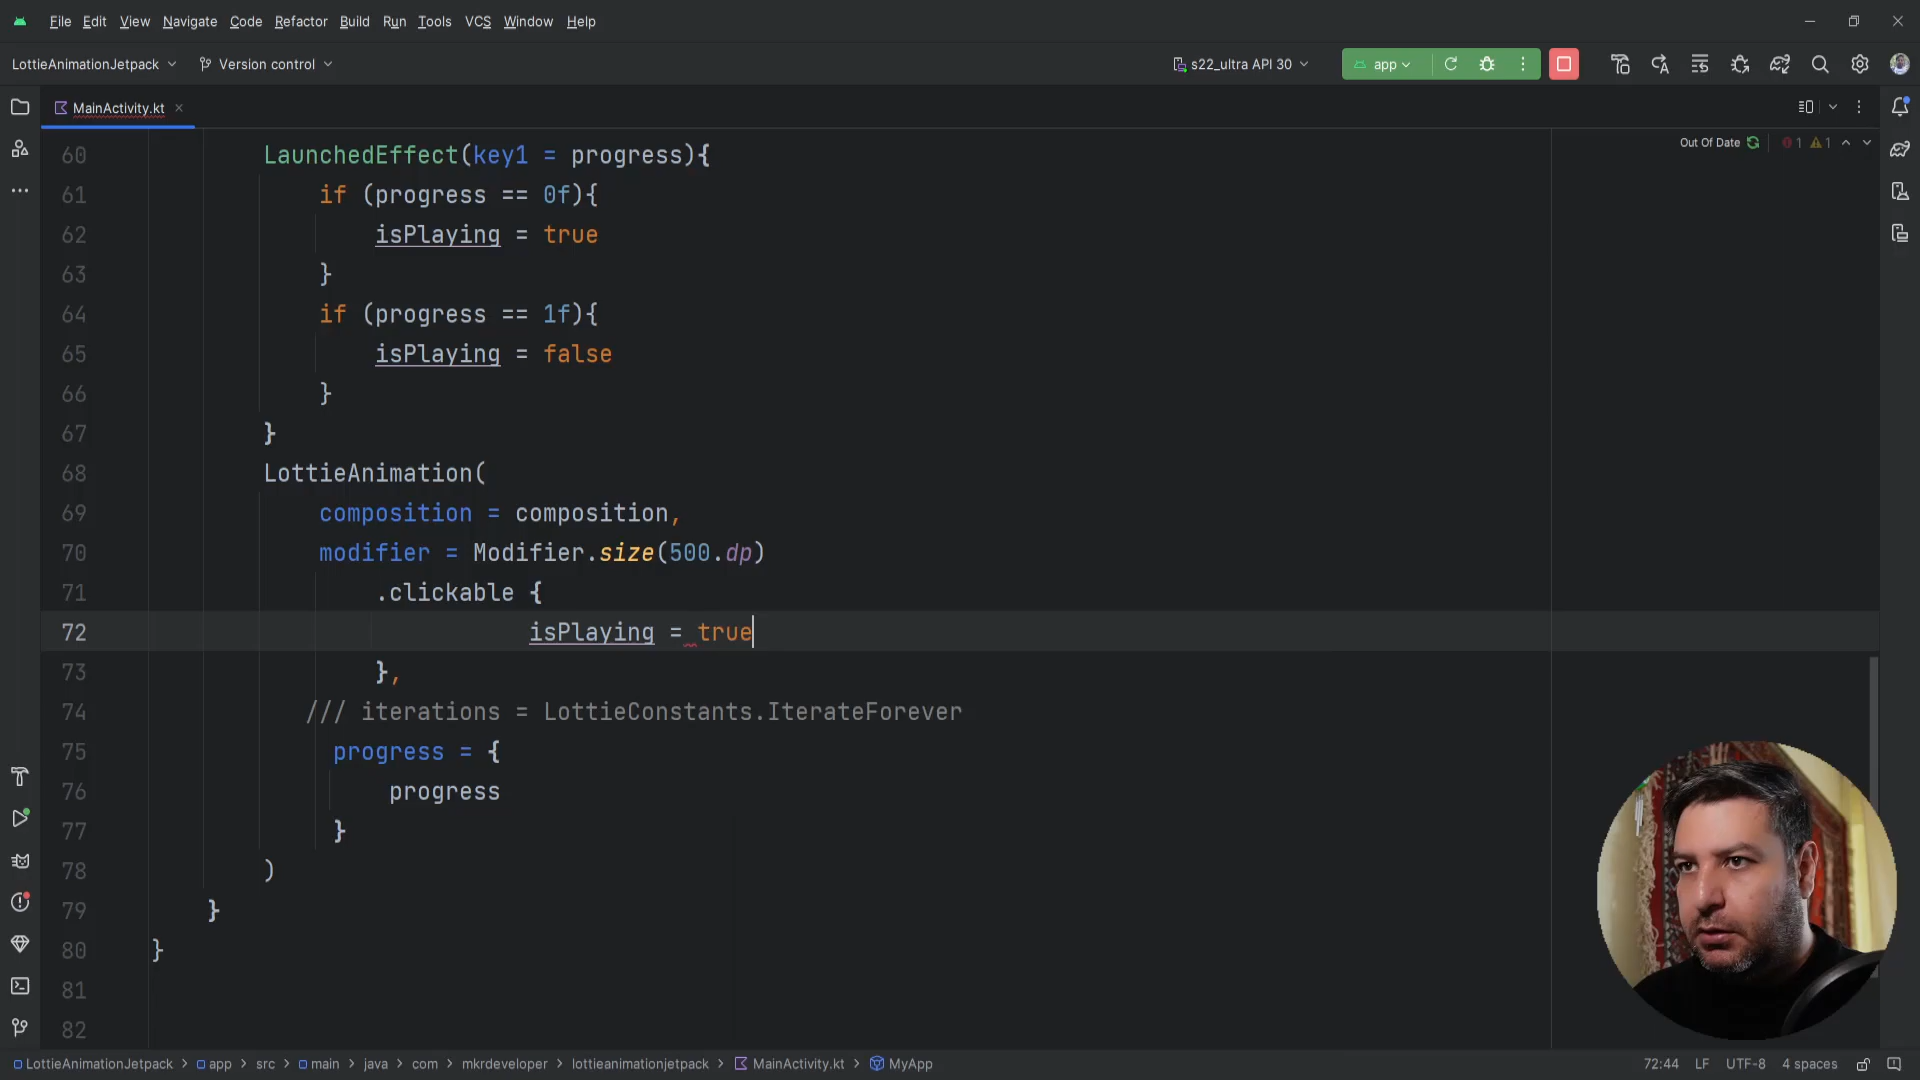 File Edit View Navigate Code Refactor Build Run Tools VCS Window Help
LottieAnimationJetpack Version control s22_ultra API 30 app
MainActivity.kt
Out Of Date 1 1
60 LaunchedEffect(key1 = progress){
61 if (progress == 0f){
62 isPlaying = true
63 }
64 if (progress == 1f){
65 isPlaying = false
66 }
67 }
68 LottieAnimation(
69 composition = composition,
70 modifier = Modifier.size(500.dp)
71 .clickable {
72 isPlaying = true
73 },
74 /// iterations = LottieConstants.IterateForever
75 progress = {
76 progress
77 }
78 )
79 }
80 }
81
82
LottieAnimationJetpack > app > src > main > java > com > mkrdeveloper > lottieanimationjetpack > MainActivity.kt > MyApp 72:44 LF UTF-8 4 spaces